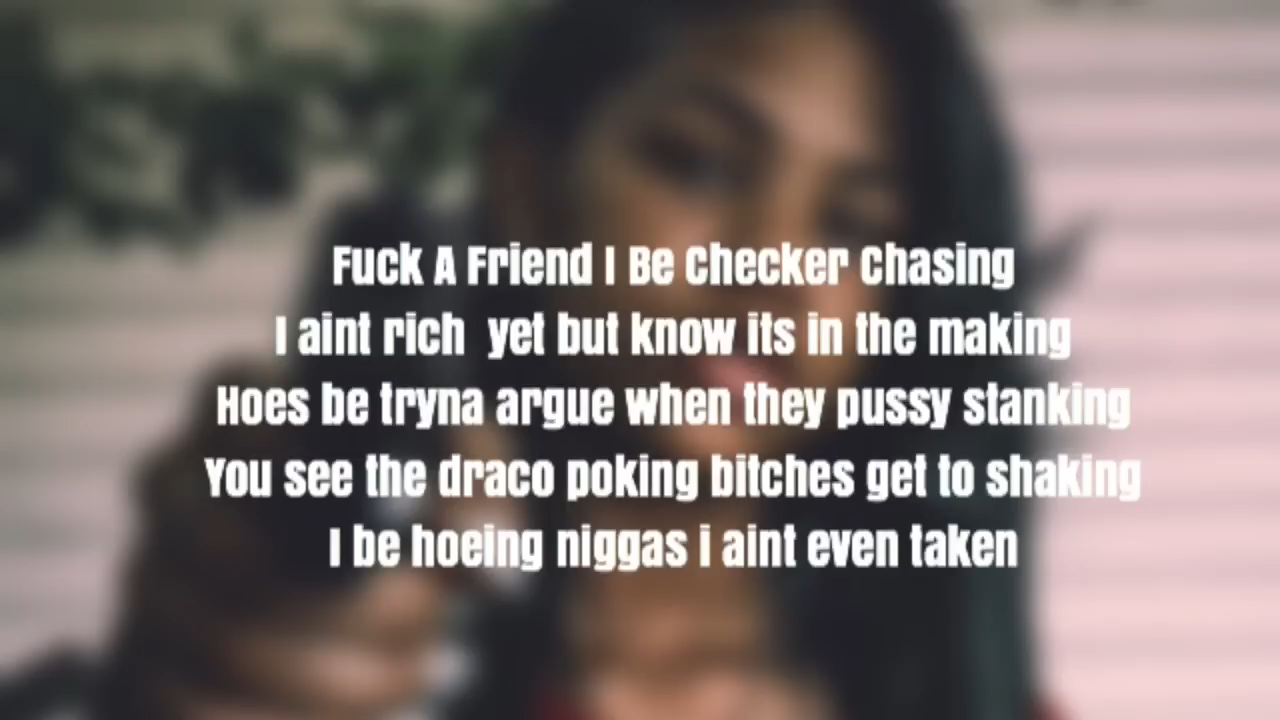 Fuck A Friend I Be Checker Chasing
I aint rich yet but know its in the making
Hoes be tryna argue when they pussy stanking
You see the draco poking bitches get to shaking
I be hoeing niggas i aint even taken